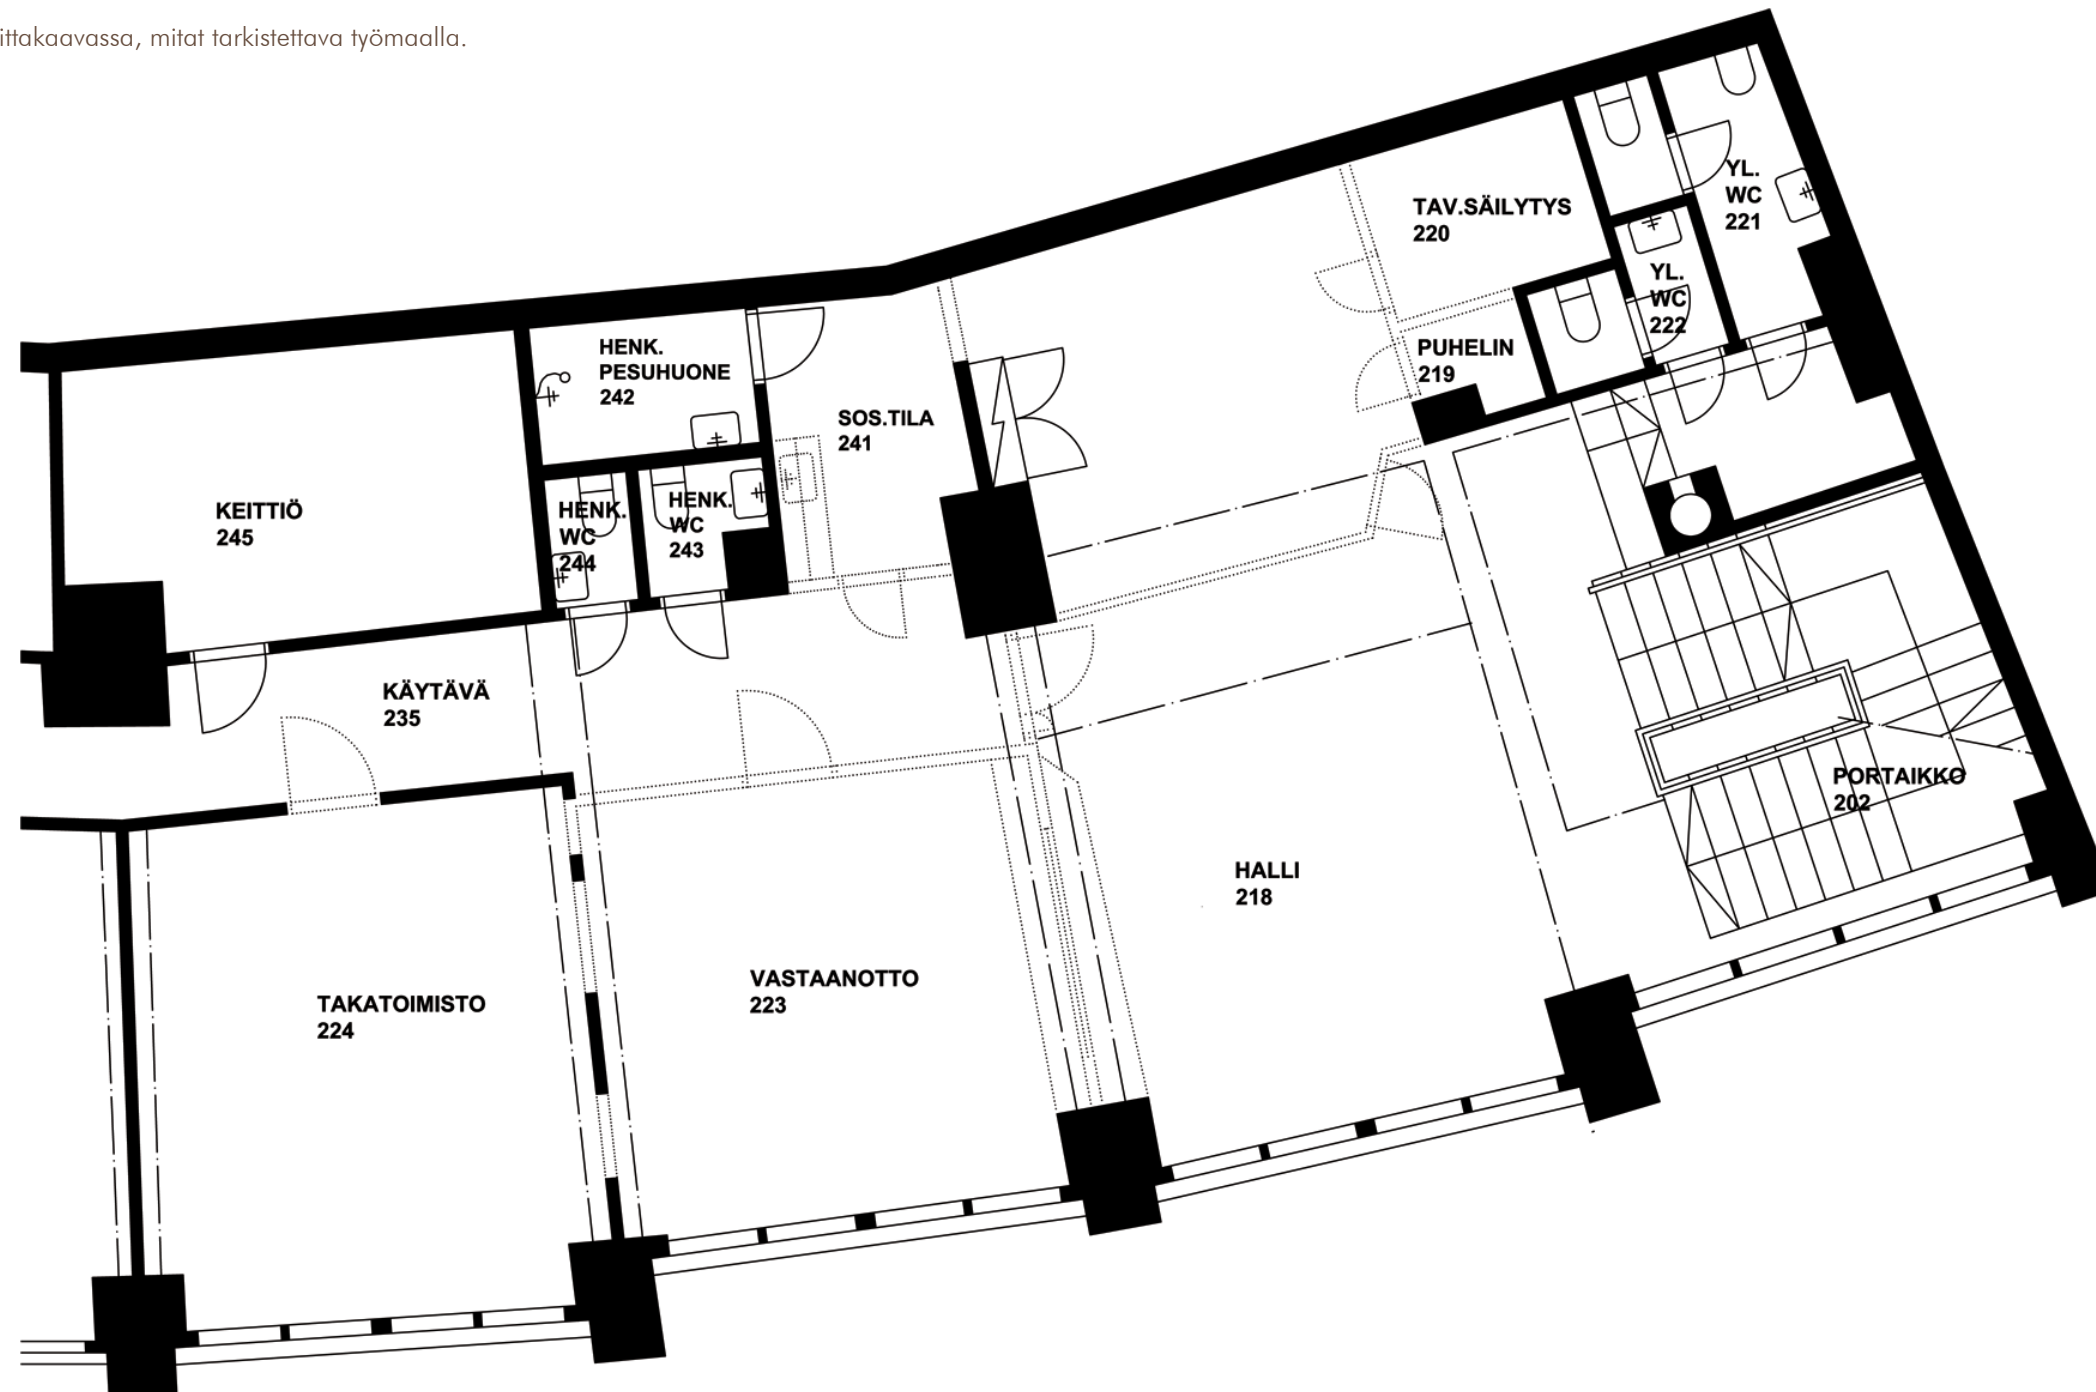 ittakaavassa, mitat tarkistettava työmaalla.
YL.
WC
221
TAV.SÄILYTYS
220
YL.
WC
222
PUHELIN
219
HENK.
PESUHUONE
242
SOS.TILA
241
KEITTIÖ
245
HENK.
WC
244
HENK.
WC
243
KÄYTÄVÄ
235
PORTAIKKO
202
HALLI
218
VASTAANOTTO
223
TAKATOIMISTO
224